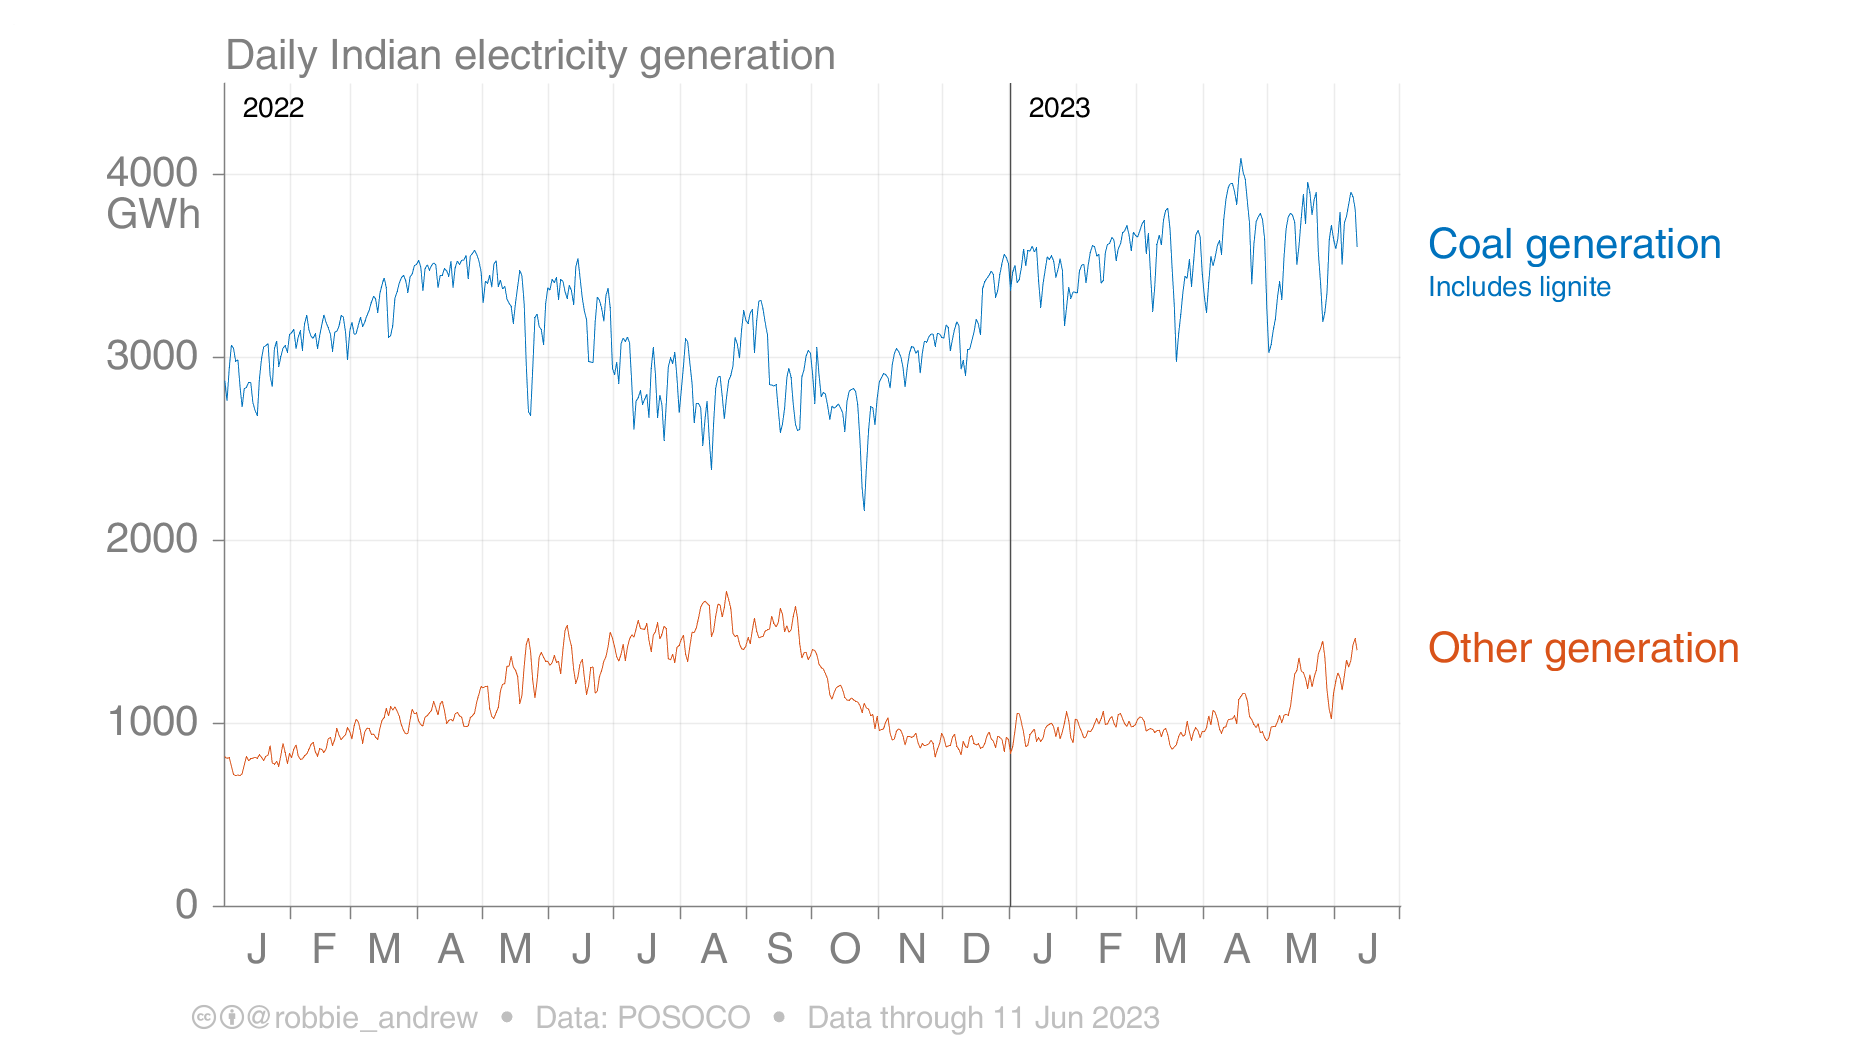 Daily Indian electricity generation
2022
2023
4000
GWh
3000
2000
1000
0
Coal generation
Includes lignite
Other generation
J F M A M J J A S O N D J F M A M J
cc @robbie_andrew • Data: POSOCO • Data through 11 Jun 2023